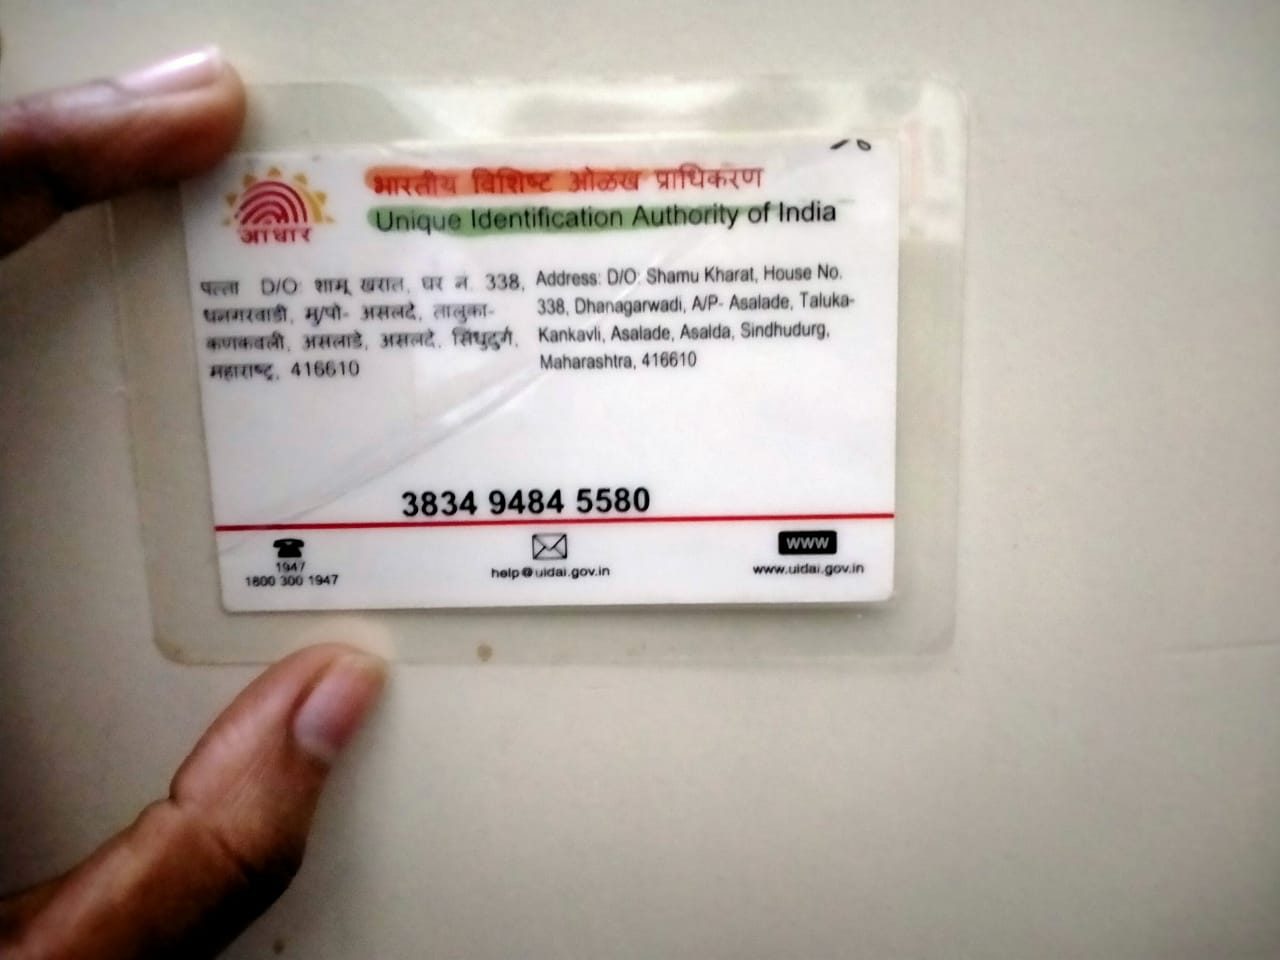 भारतीय विशिष्ट ओळख प्राधिकरण
Unique Identification Authority of India
आधार
पत्ता D/O: शामू खरात, घर नं. 338,
धनगरवाडी, मु/पो- असलदे, तालुका-
कणकवली, असलाडे, असलदे, सिंधुदुर्ग,
महाराष्ट्र, 416610
Address: D/O: Shamu Kharat, House No.
338, Dhanagarwadi, A/P- Asalade, Taluka-
Kankavli, Asalade, Asalda, Sindhudurg,
Maharashtra, 416610
3834 9484 5580
1947
1800 300 1947
help@uidai.gov.in
www
www.uidai.gov.in